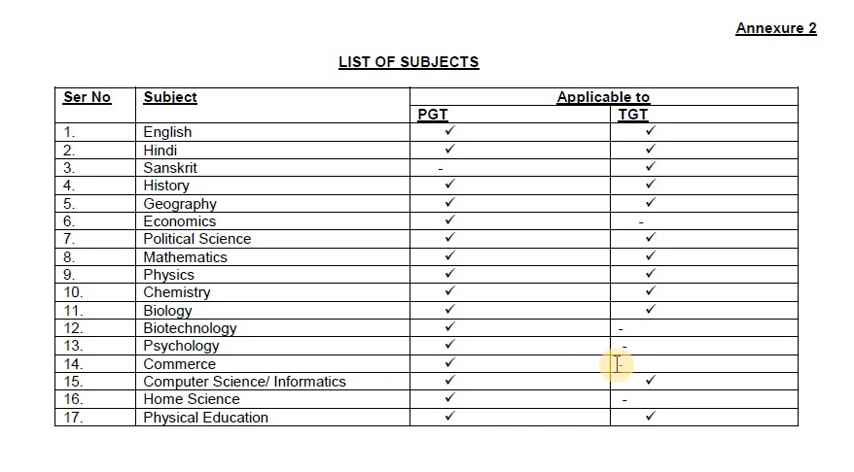 Annexure 2
LIST OF SUBJECTS
Ser No Subject Applicable to
PGT TGT
1. English ✓ ✓
2. Hindi ✓ ✓
3. Sanskrit - ✓
4. History ✓ ✓
5. Geography ✓ ✓
6. Economics ✓ -
7. Political Science ✓ ✓
8. Mathematics ✓ ✓
9. Physics ✓ ✓
10. Chemistry ✓ ✓
11. Biology ✓ ✓
12. Biotechnology ✓ -
13. Psychology ✓ -
14. Commerce ✓ -
15. Computer Science/ Informatics ✓ ✓
16. Home Science ✓ -
17. Physical Education ✓ ✓